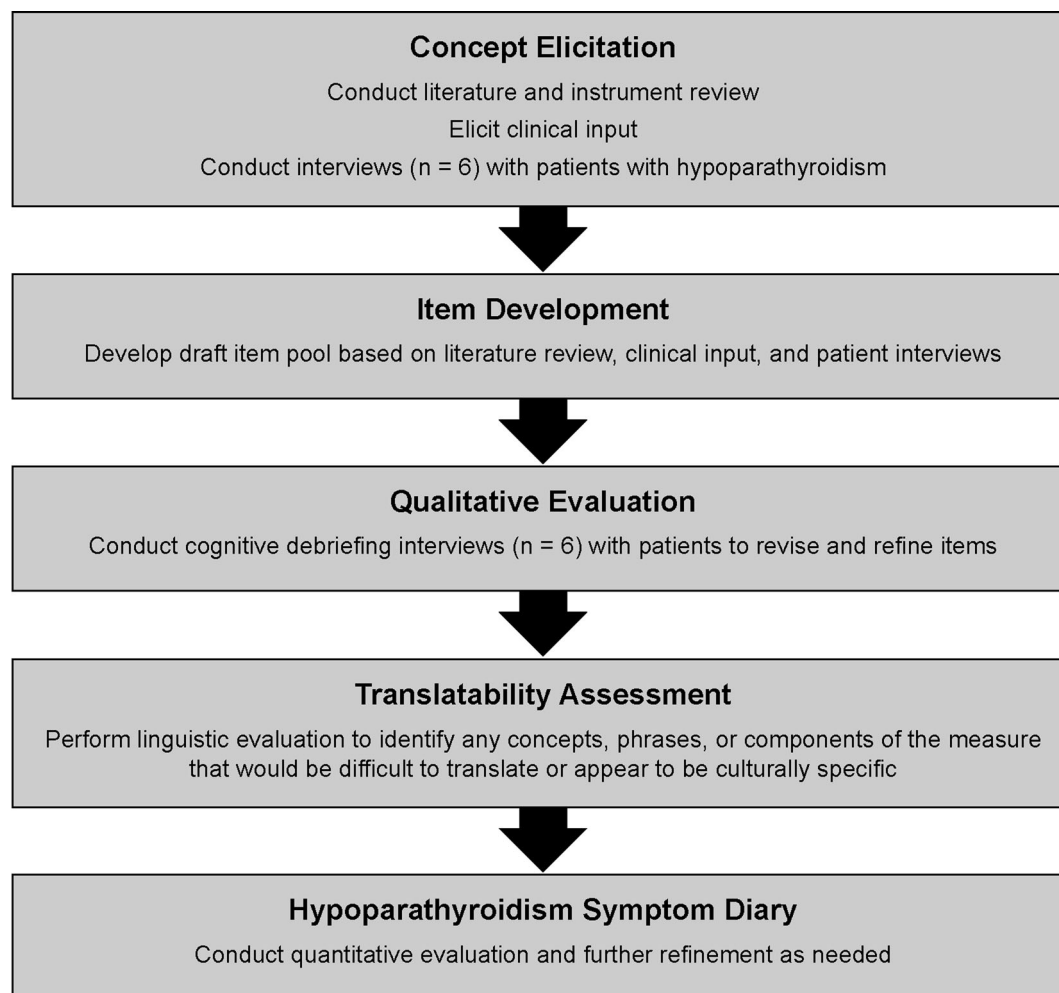 Concept Elicitation
Conduct literature and instrument review
Elicit clinical input
Conduct interviews (n = 6) with patients with hypoparathyroidism
Item Development
Develop draft item pool based on literature review, clinical input, and patient interviews
Qualitative Evaluation
Conduct cognitive debriefing interviews (n = 6) with patients to revise and refine items
Translatability Assessment
Perform linguistic evaluation to identify any concepts, phrases, or components of the measure
that would be difficult to translate or appear to be culturally specific
Hypoparathyroidism Symptom Diary
Conduct quantitative evaluation and further refinement as needed